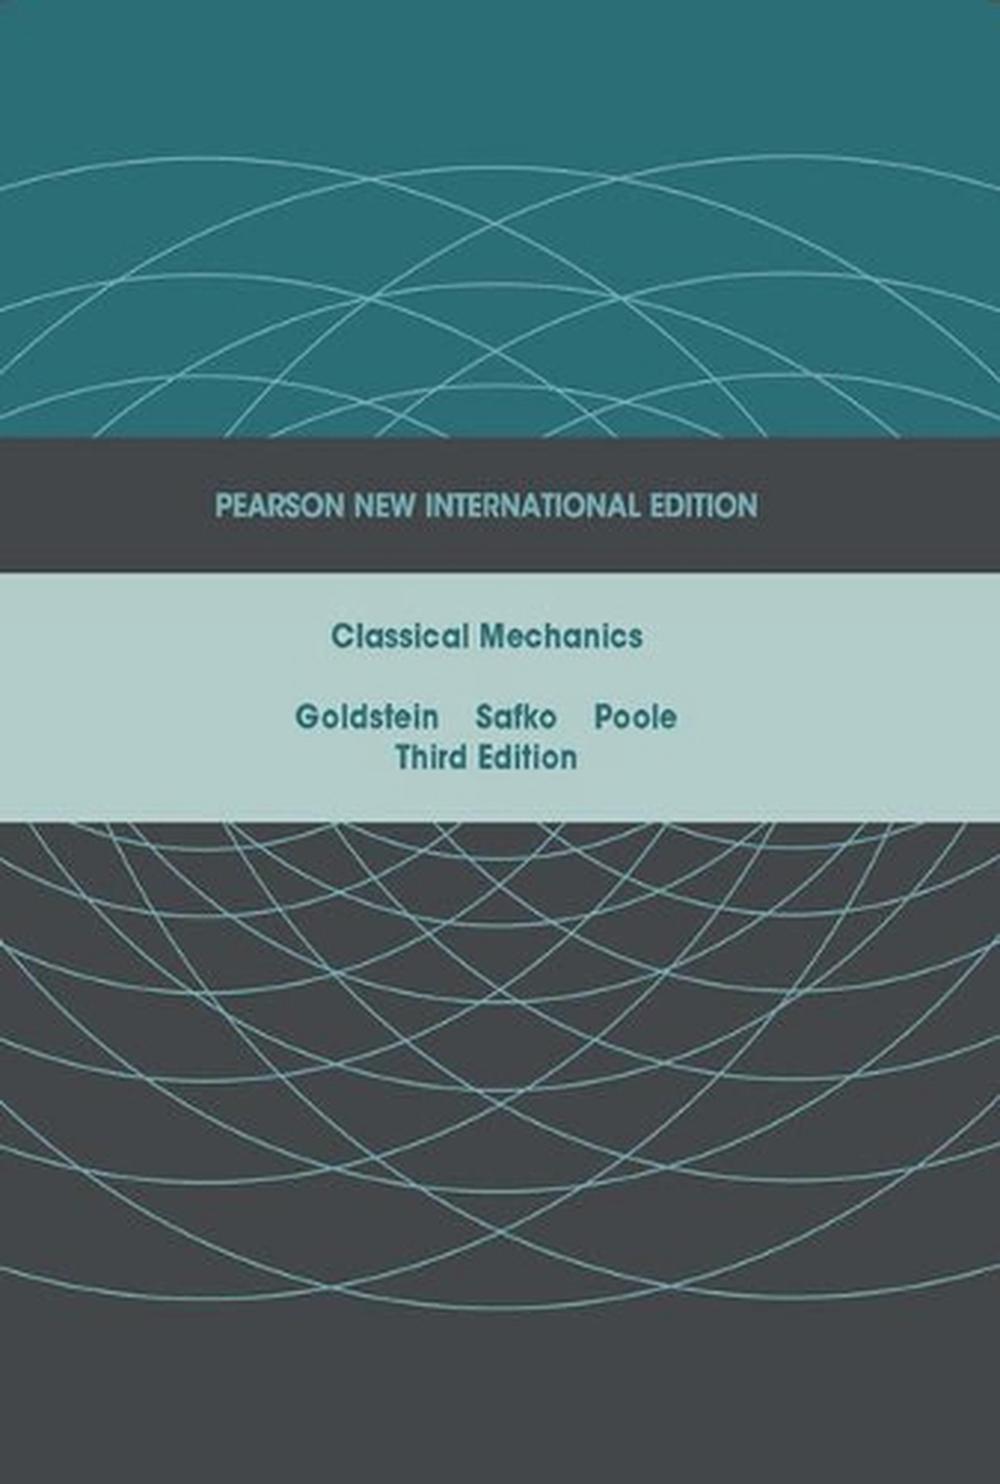 PEARSON NEW INTERNATIONAL EDITION
Classical Mechanics
Goldstein Safko Poole
Third Edition